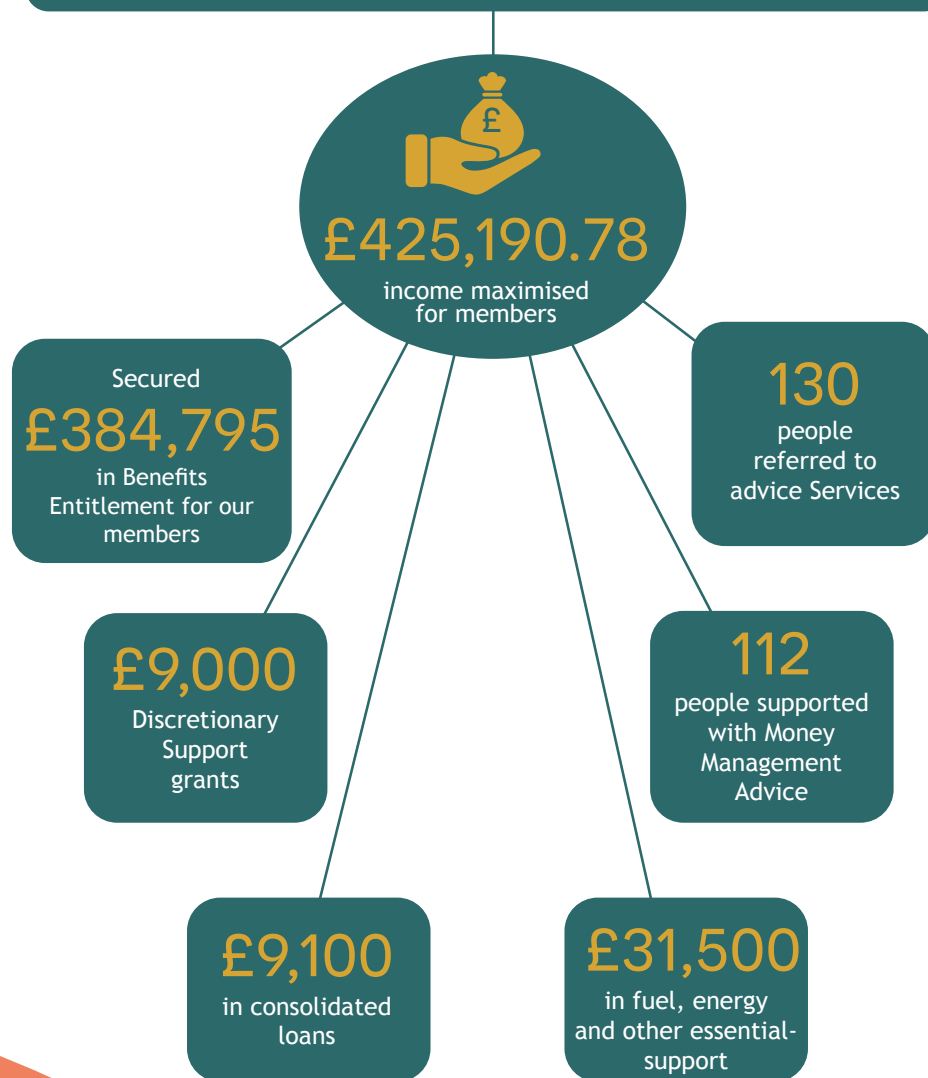 £
£425,190.78
income maximised
for members
Secured
£384,795
in Benefits
Entitlement for our
members
130
people
referred to
advice Services
£9,000
Discretionary
Support
grants
112
people supported
with Money
Management
Advice
£9,100
in consolidated
loans
£31,500
in fuel, energy
and other essential-
support